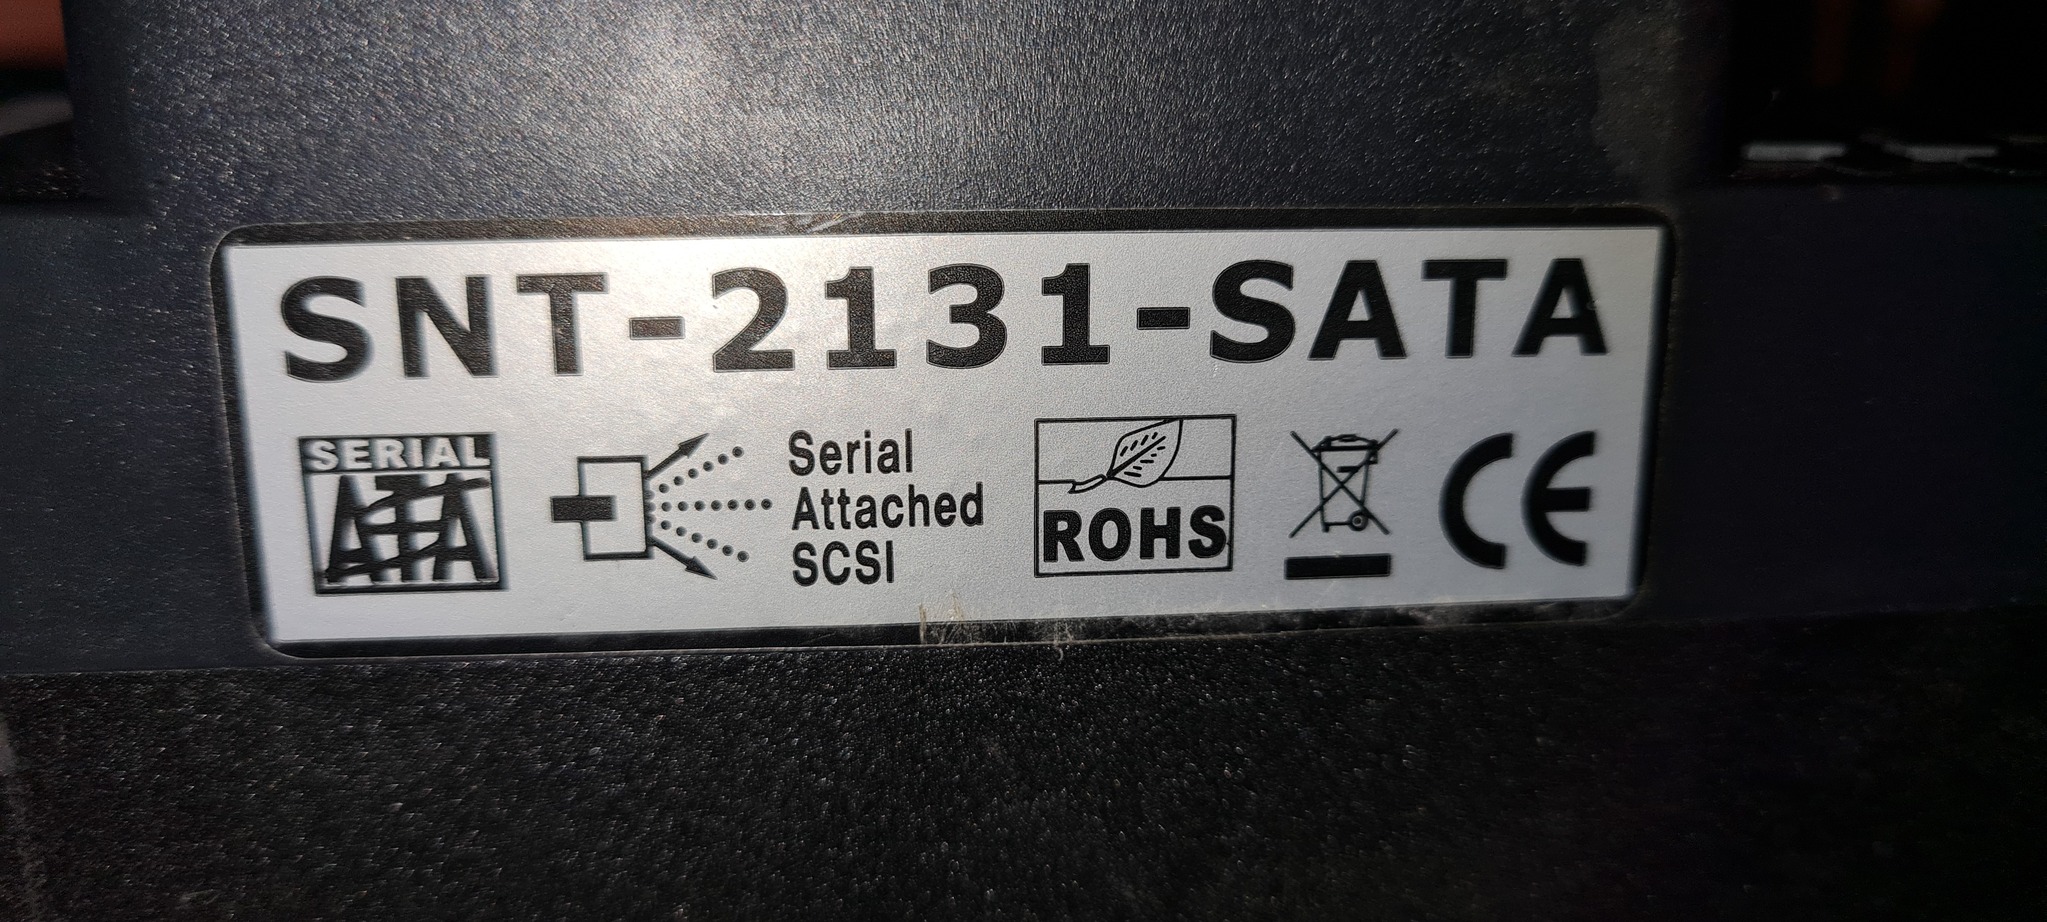 SNT-2131-SATA
SERIAL
ATA
Serial
Attached
SCSI
ROHS
CE